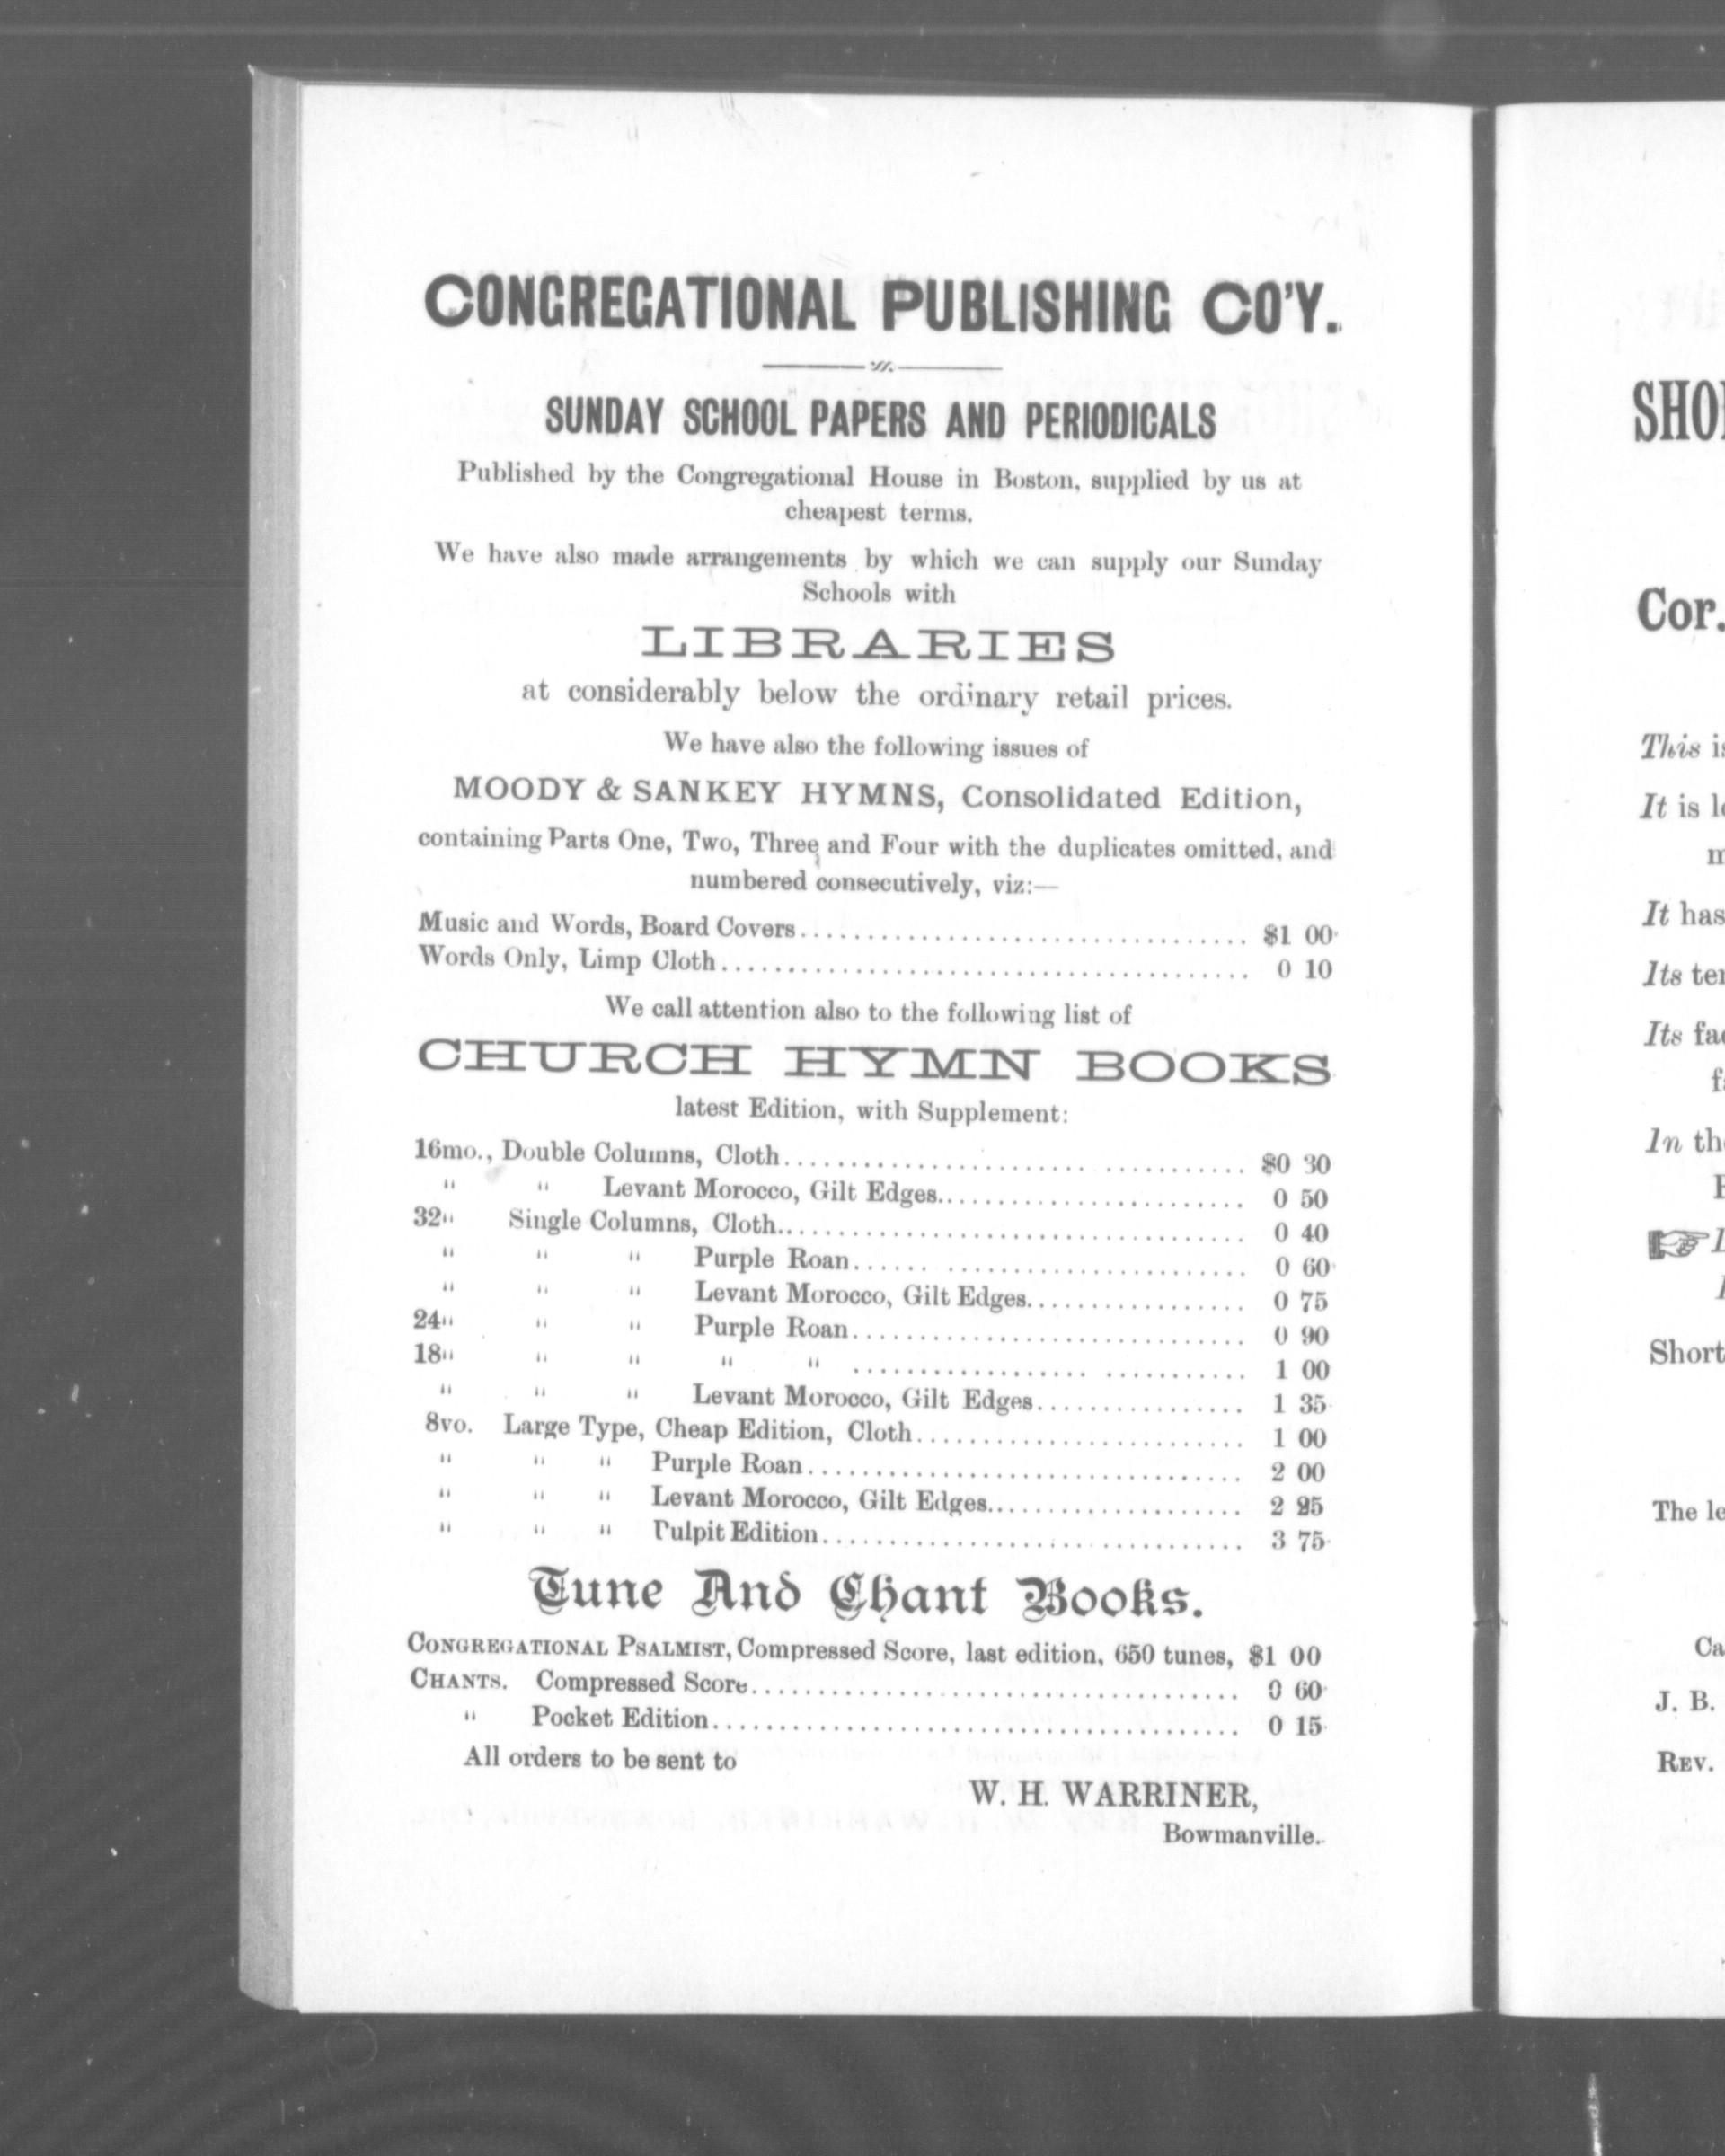 CONGREGATIONAL PUBLISHING CO'Y.
SUNDAY SCHOOL PAPERS AND PERIODICALS
Published by the Congregational House in Boston, supplied by us at
cheapest terms.
We have also made arrangements by which we can supply our Sunday
Schools with
LIBRARIES
at considerably below the ordinary retail prices.
We have also the following issues of
MOODY & SANKEY HYMNS, Consolidated Edition,
containing Parts One, Two, Three and Four with the duplicates omitted, and
numbered consecutively, viz:—
Music and Words, Board Covers.................................. $1 00
Words Only, Limp Cloth........................................ 0 10
We call attention also to the following list of
CHURCH HYMN BOOKS
latest Edition, with Supplement:
16mo., Double Columns, Cloth................................... $0 30
" " Levant Morocco, Gilt Edges....................... 0 50
32" Single Columns, Cloth................................... 0 40
" " " Purple Roan...... ....................... 0 60
" " " Levant Morocco, Gilt Edges................. 0 75
24" " " Purple Roan.............................. 0 90
18" " " " " .................. ........... 1 00
" " " Levant Morocco, Gilt Edges................ 1 35
8vo. Large Type, Cheap Edition, Cloth......................... 1 00
" " " Purple Roan................................. 2 00
" " " Levant Morocco, Gilt Edges.................... 2 25
" " " Pulpit Edition................................ 3 75
Tune And Chant Books.
CONGREGATIONAL PSALMIST, Compressed Score, last edition, 650 tunes, $1 00
CHANTS. Compressed Score..................................... 0 60
" Pocket Edition........................................ 0 15
All orders to be sent to
W. H. WARRINER,
Bowmanville.
Cor.
This
It is
It has
Its
Its
In
Short
The
J. B.
REV.